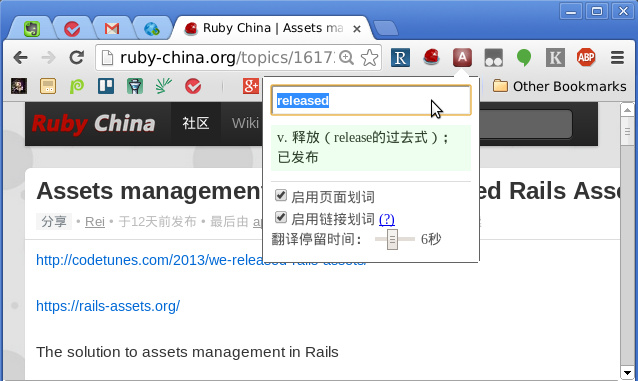 Ruby China | Assets ma
ruby-china.org/topics/1617
Other Bookmarks
Ruby China
社区
Wiki
released
v. 释放（release的过去式）;
已发布
启用页面划词
启用链接划词 (?)
翻译停留时间: 6秒
Assets management
ed Rails Asse
分享 • Rei • 于12天前发布 • 最后由
http://codetunes.com/2013/we-released-rails-assets/
https://rails-assets.org/
The solution to assets management in Rails